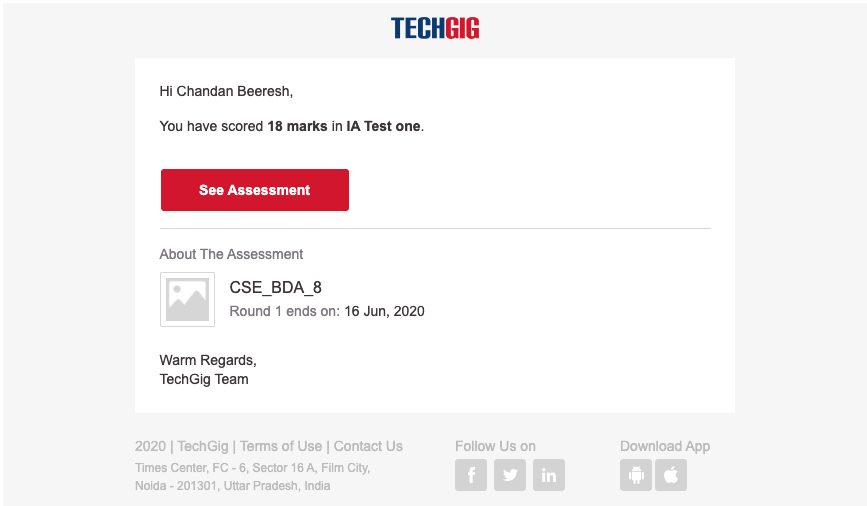 TECHGIG
Hi Chandan Beeresh,
You have scored 18 marks in IA Test one.
See Assessment
About The Assessment
CSE_BDA_8
Round 1 ends on: 16 Jun, 2020
Warm Regards,
TechGig Team
2020 | TechGig | Terms of Use | Contact Us
Times Center, FC - 6, Sector 16 A, Film City,
Noida - 201301, Uttar Pradesh, India
Follow Us on
Download App